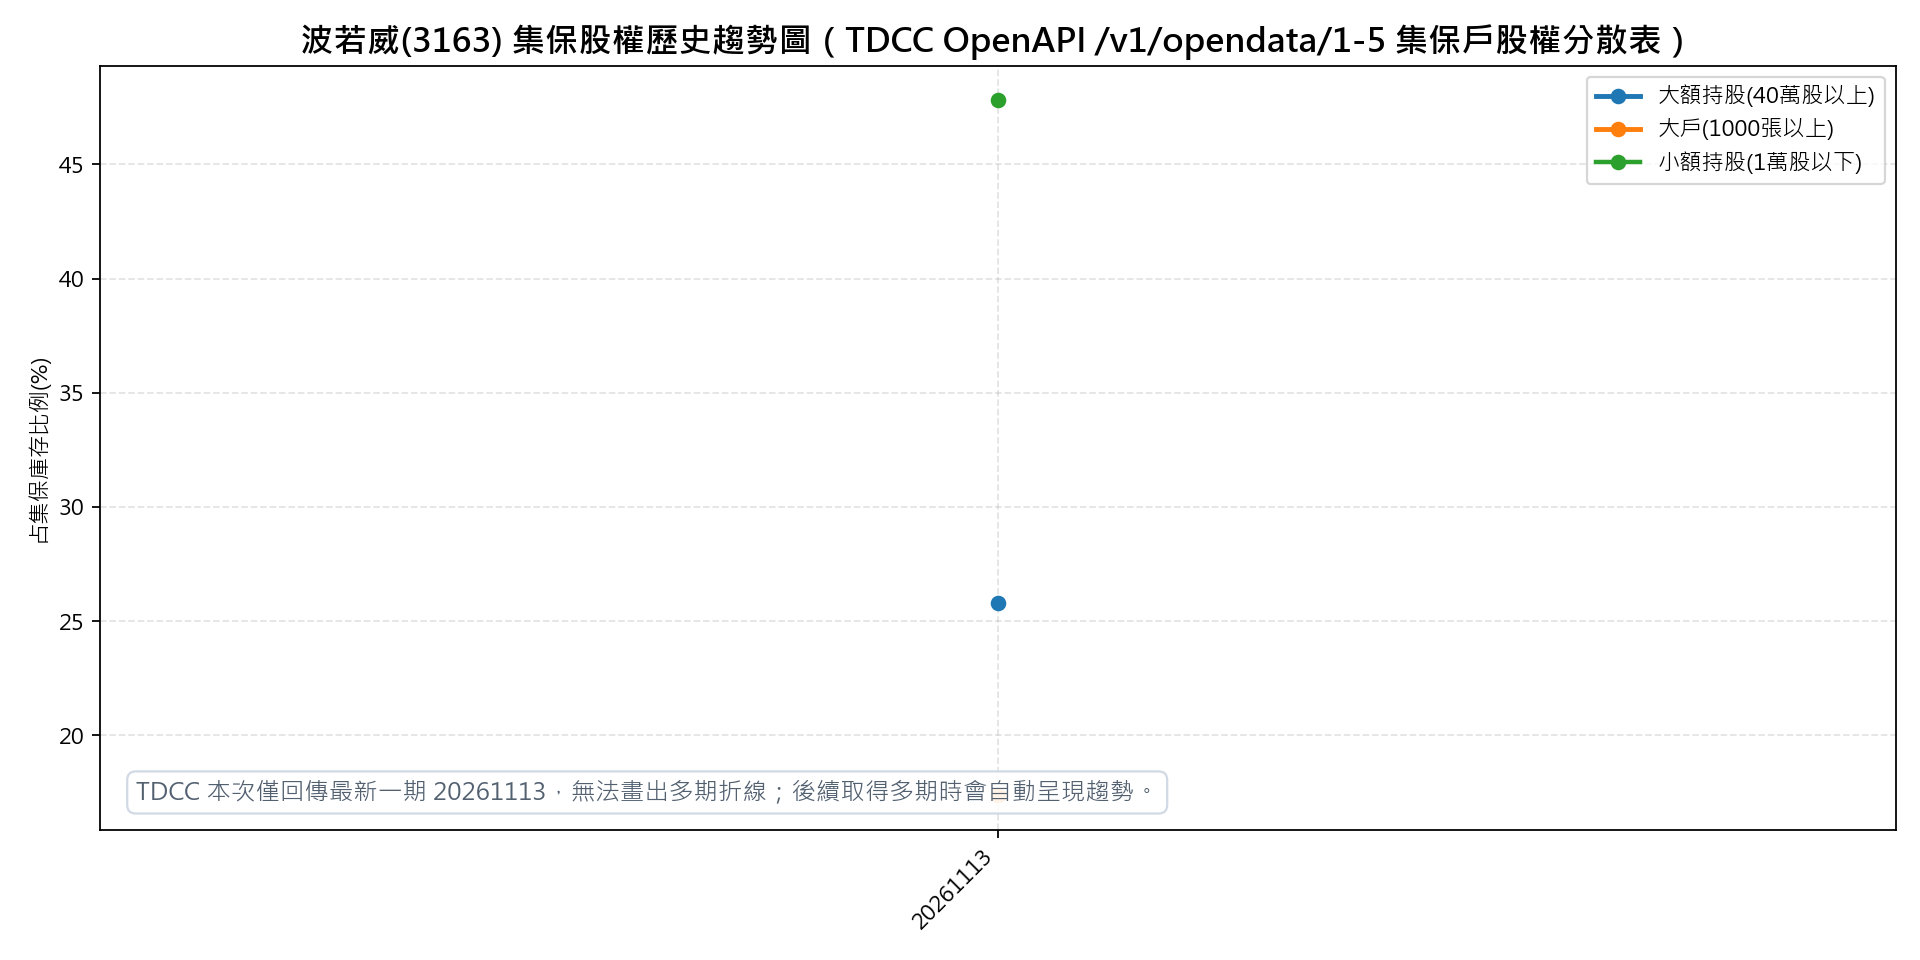 波若威(3163) 集保股權歷史趨勢圖（TDCC OpenAPI /v1/opendata/1-5 集保戶股權分散表）
大額持股(40萬股以上)
大戶(1000張以上)
小額持股(1萬股以下)
占集保庫存比例(%)
45
40
35
30
25
20
TDCC 本次僅回傳最新一期 20261113，無法畫出多期折線；後續取得多期時會自動呈現趨勢。
20261113